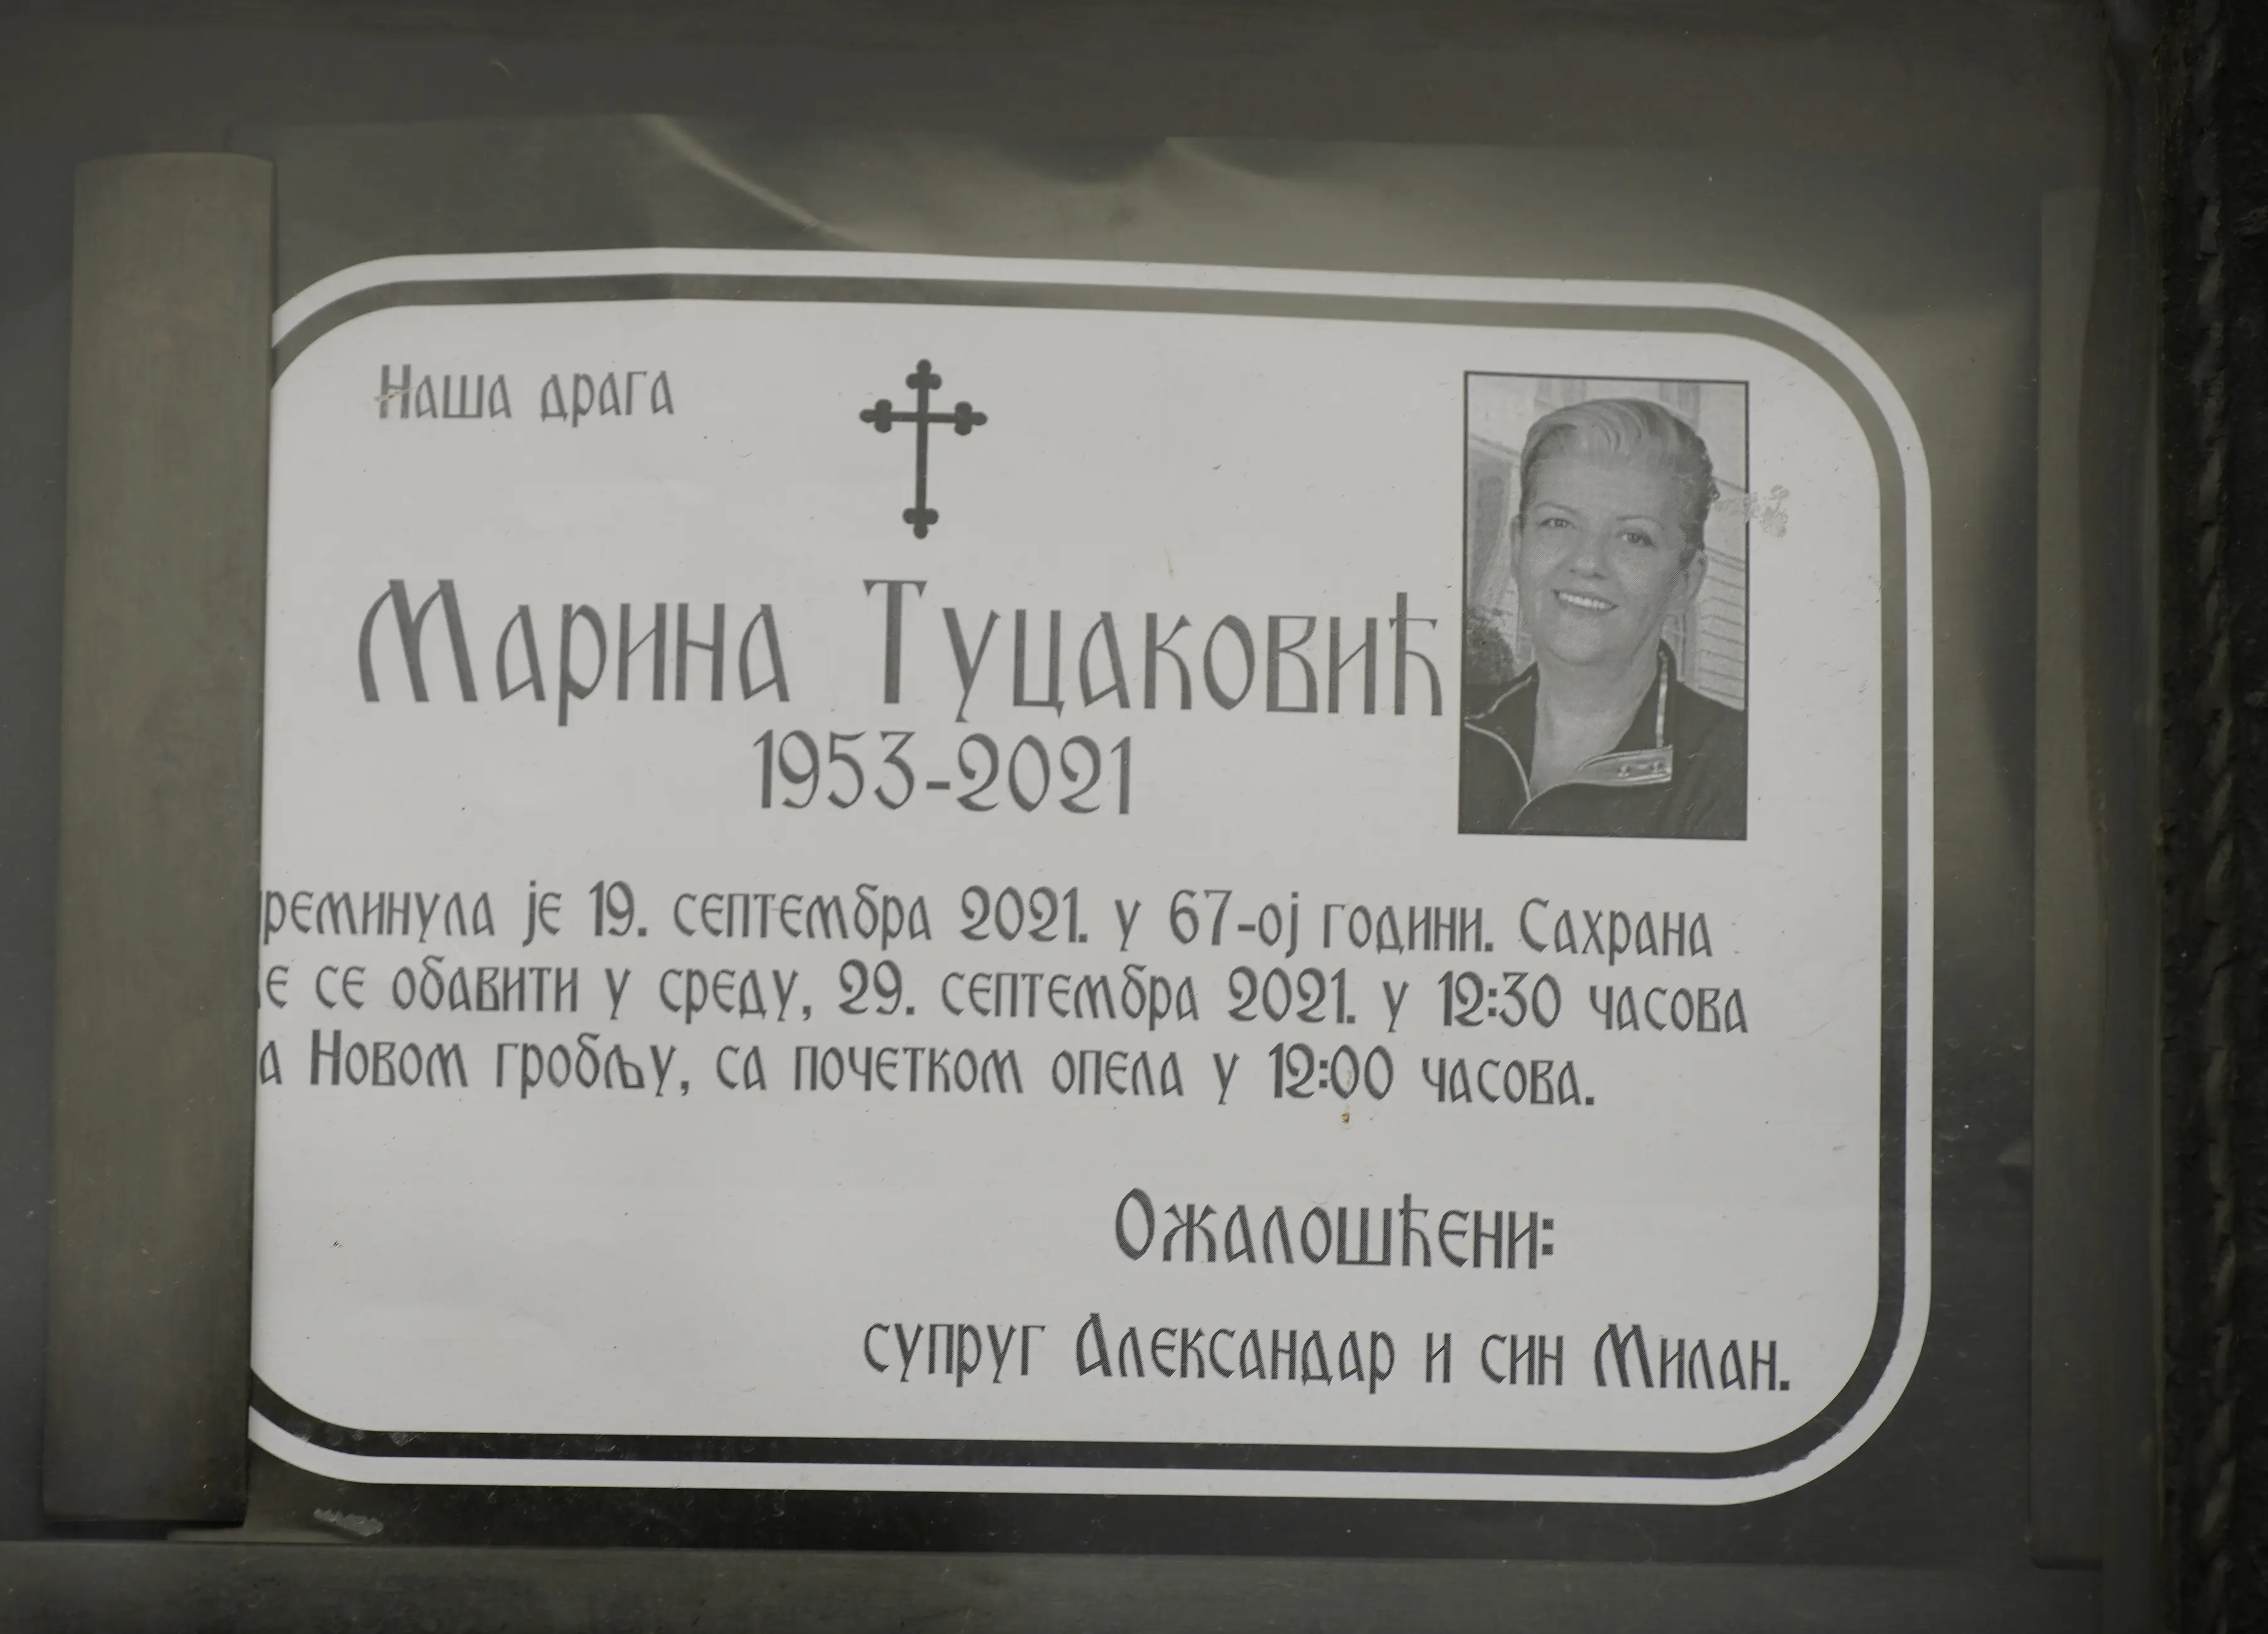 Наша драга
Марина Туцаковић
1953-2021
реминула је 19. септембра 2021. у 67-ој години. Сахрана
е се обавити у среду, 29. септембра 2021. у 12:30 часова
а Новом гробљу, са почетком опела у 12:00 часова.
Ожалошћени:
супруг Александар и син Милан.